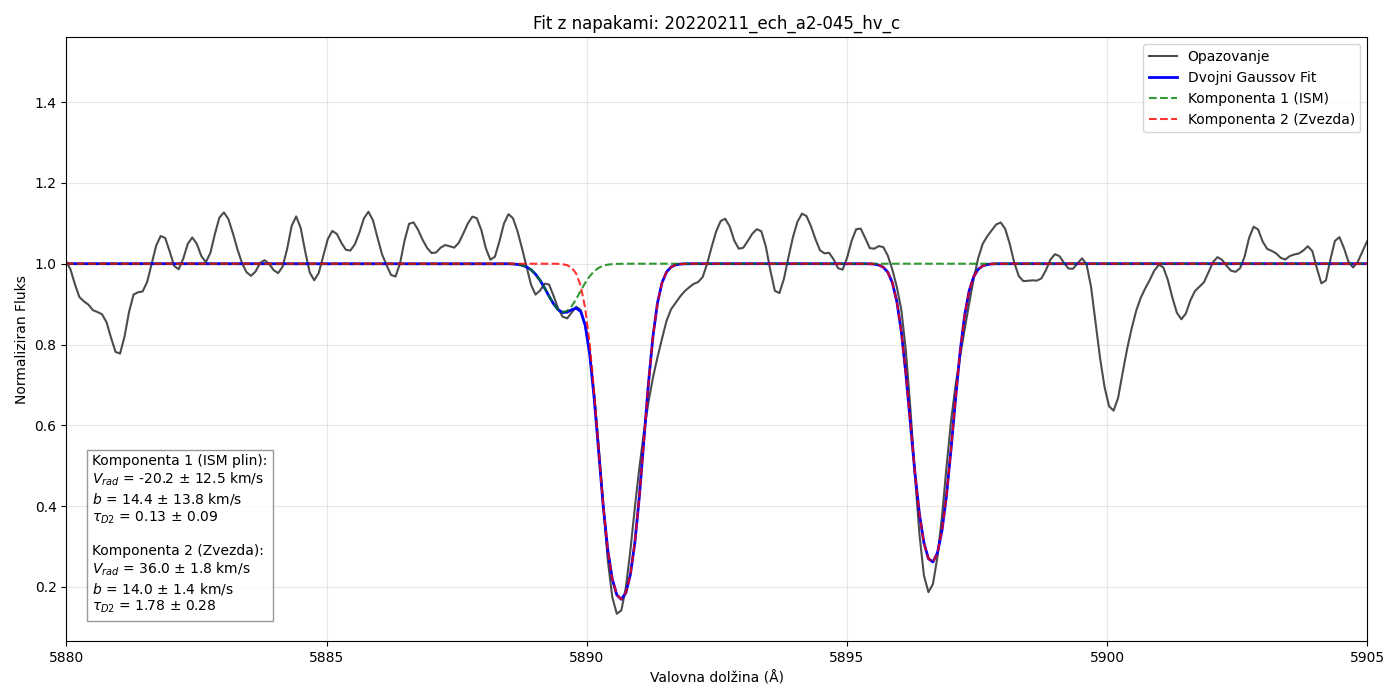 Fit z napakami: 20220211_ech_a2-045_hv_c
Normaliziran Fluks
1.4
1.2
1.0
0.8
0.6
0.4
0.2
Opazovanje
Dvojni Gaussov Fit
Komponenta 1 (ISM)
Komponenta 2 (Zvezda)
Komponenta 1 (ISM plin):
V_rad = -20.2 ± 12.5 km/s
b = 14.4 ± 13.8 km/s
τ_D2 = 0.13 ± 0.09
Komponenta 2 (Zvezda):
V_rad = 36.0 ± 1.8 km/s
b = 14.0 ± 1.4 km/s
τ_D2 = 1.78 ± 0.28
5880 5885 5890 5895 5900 5905
Valovna dolžina (Å)